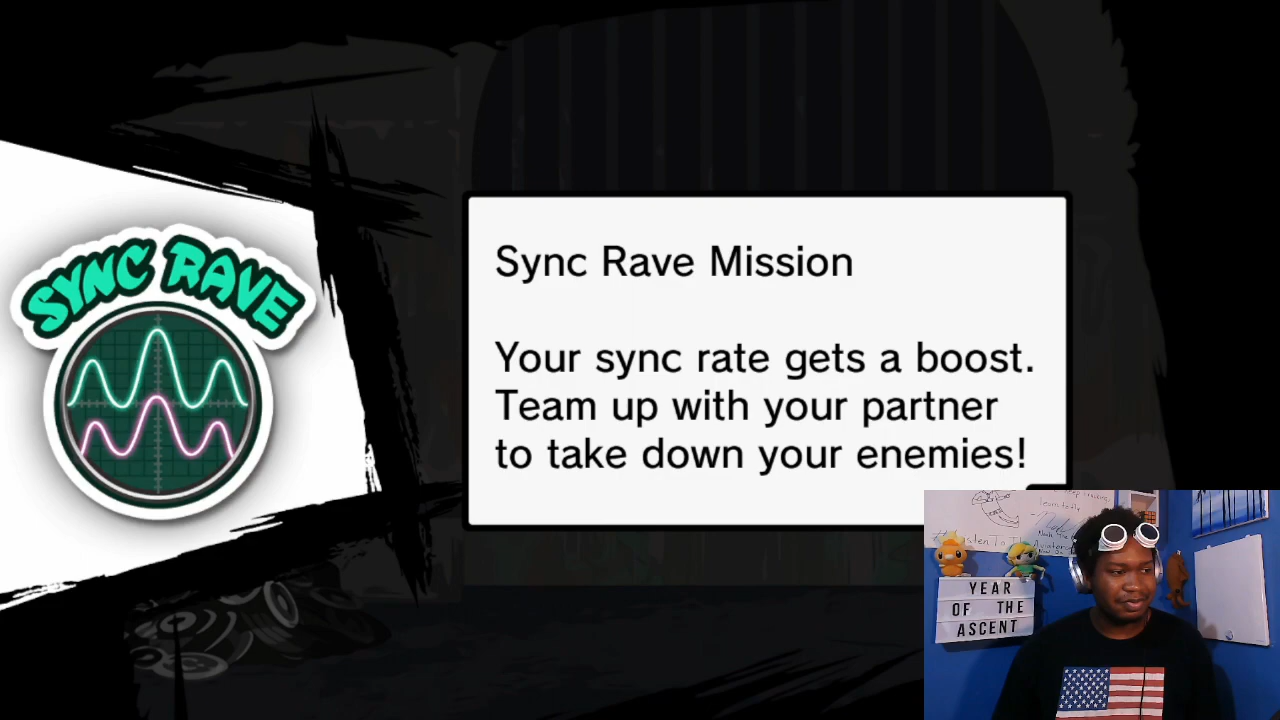 SYNC RAVE
Sync Rave Mission
Your sync rate gets a boost.
Team up with your partner
to take down your enemies!
YEAR
OF THE
ASCENT